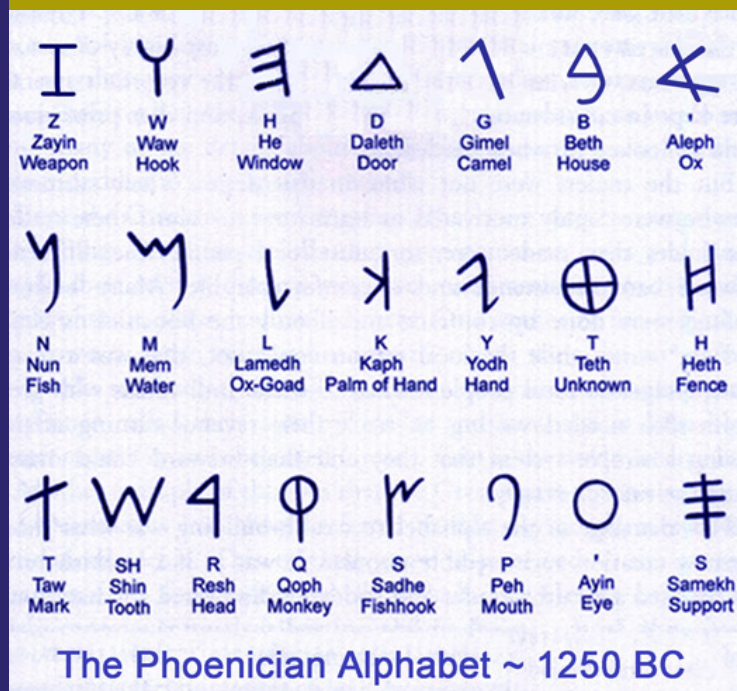 𐤀 𐤁 𐤂 𐤃 𐤄 𐤅 𐤆
Z W H D G B '
Zayin Waw He Daleth Gimel Beth Aleph
Weapon Hook Window Door Camel House Ox
𐤇 𐤈 𐤉 𐤊 𐤋 𐤌 𐤍
N M L K Y T H
Nun Mem Lamedh Kaph Yodh Teth Heth
Fish Water Ox-Goad Palm of Hand Hand Unknown Fence
𐤎 𐤏 𐤐 𐤑 𐤒 𐤓 𐤔 𐤕
T SH R Q S P ' S
Taw Shin Resh Qoph Sadhe Peh Ayin Samekh
Mark Tooth Head Monkey Fishhook Mouth Eye Support
The Phoenician Alphabet ~ 1250 BC